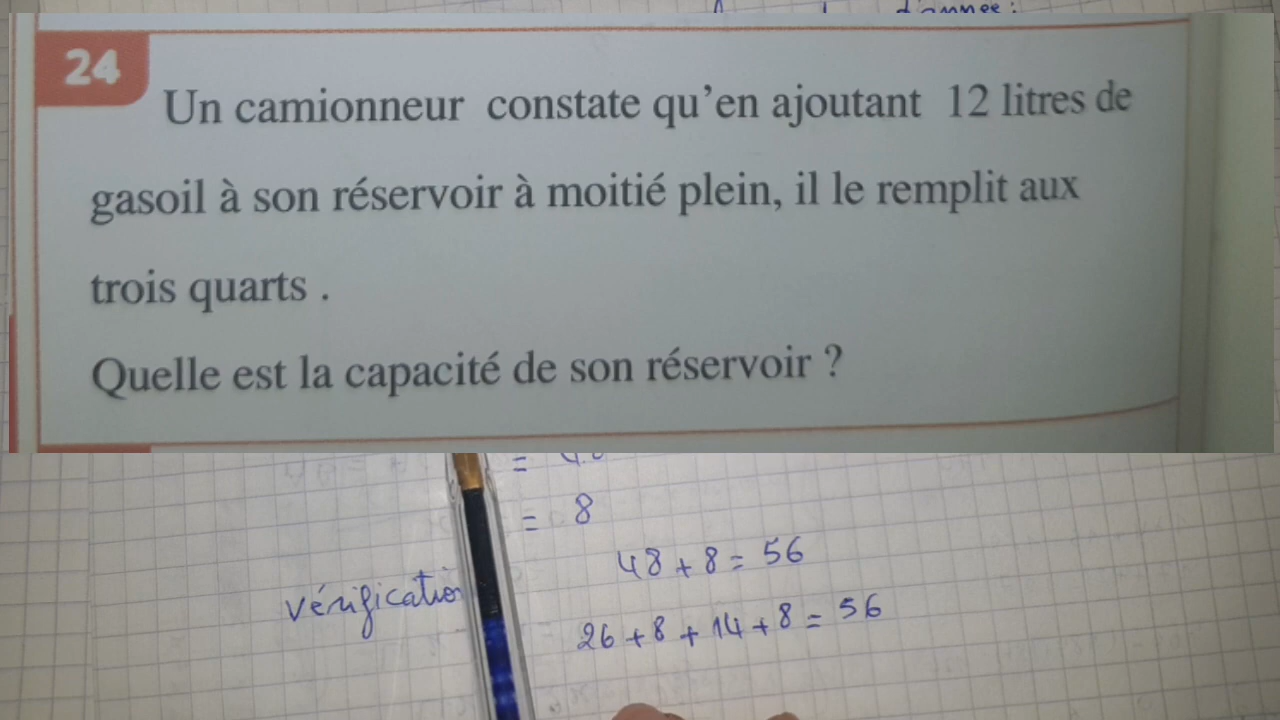 d'année :
24
Un camionneur constate qu'en ajoutant 12 litres de
gasoil à son réservoir à moitié plein, il le remplit aux
trois quarts .
Quelle est la capacité de son réservoir ?
=
= 8
48 + 8 = 56
vérification
26 + 8 + 14 + 8 = 56